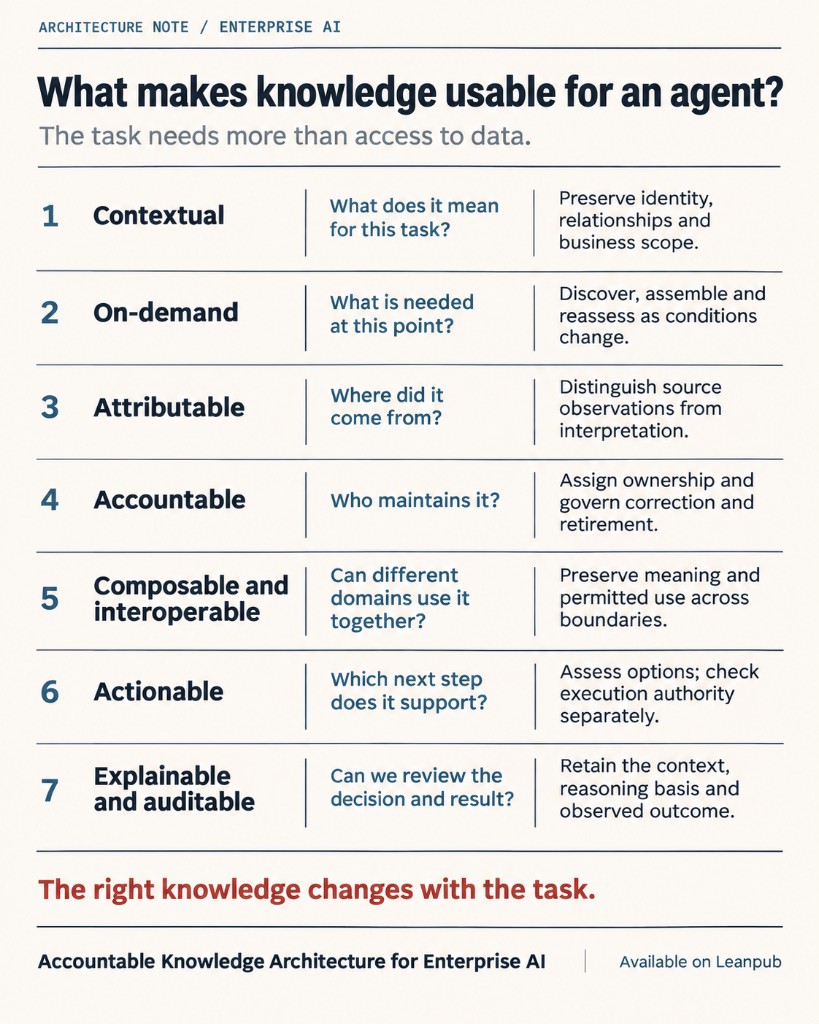 ARCHITECTURE NOTE / ENTERPRISE AI
What makes knowledge usable for an agent?
The task needs more than access to data.
1
Contextual
What does it mean
for this task?
Preserve identity,
relationships and
business scope.
2
On-demand
What is needed
at this point?
Discover, assemble and
reassess as conditions
change.
3
Attributable
Where did it
come from?
Distinguish source
observations from
interpretation.
4
Accountable
Who maintains it?
Assign ownership and
govern correction and
retirement.
5
Composable and
interoperable
Can different
domains use it
together?
Preserve meaning and
permitted use across
boundaries.
6
Actionable
Which next step
does it support?
Assess options; check
execution authority
separately.
7
Explainable
and auditable
Can we review the
decision and result?
Retain the context,
reasoning basis and
observed outcome.
The right knowledge changes with the task.
Accountable Knowledge Architecture for Enterprise AI
Available on Leanpub